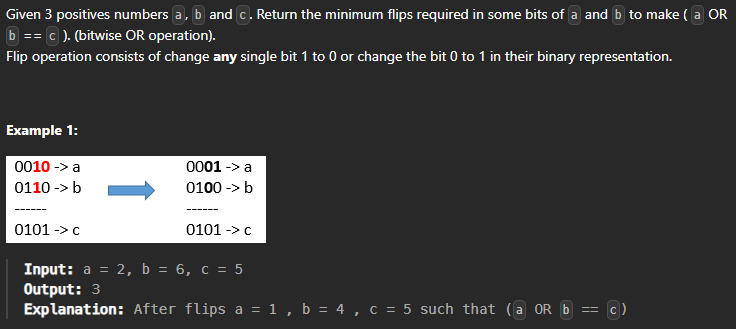 Given 3 positives numbers a, b and c. Return the minimum flips required in some bits of a and b to make ( a OR
b == c ). (bitwise OR operation).
Flip operation consists of change any single bit 1 to 0 or change the bit 0 to 1 in their binary representation.
Example 1:
0010 -> a 0001 -> a
0110 -> b 0100 -> b
------ ------
0101 -> c 0101 -> c
Input: a = 2, b = 6, c = 5
Output: 3
Explanation: After flips a = 1 , b = 4 , c = 5 such that (a OR b == c)